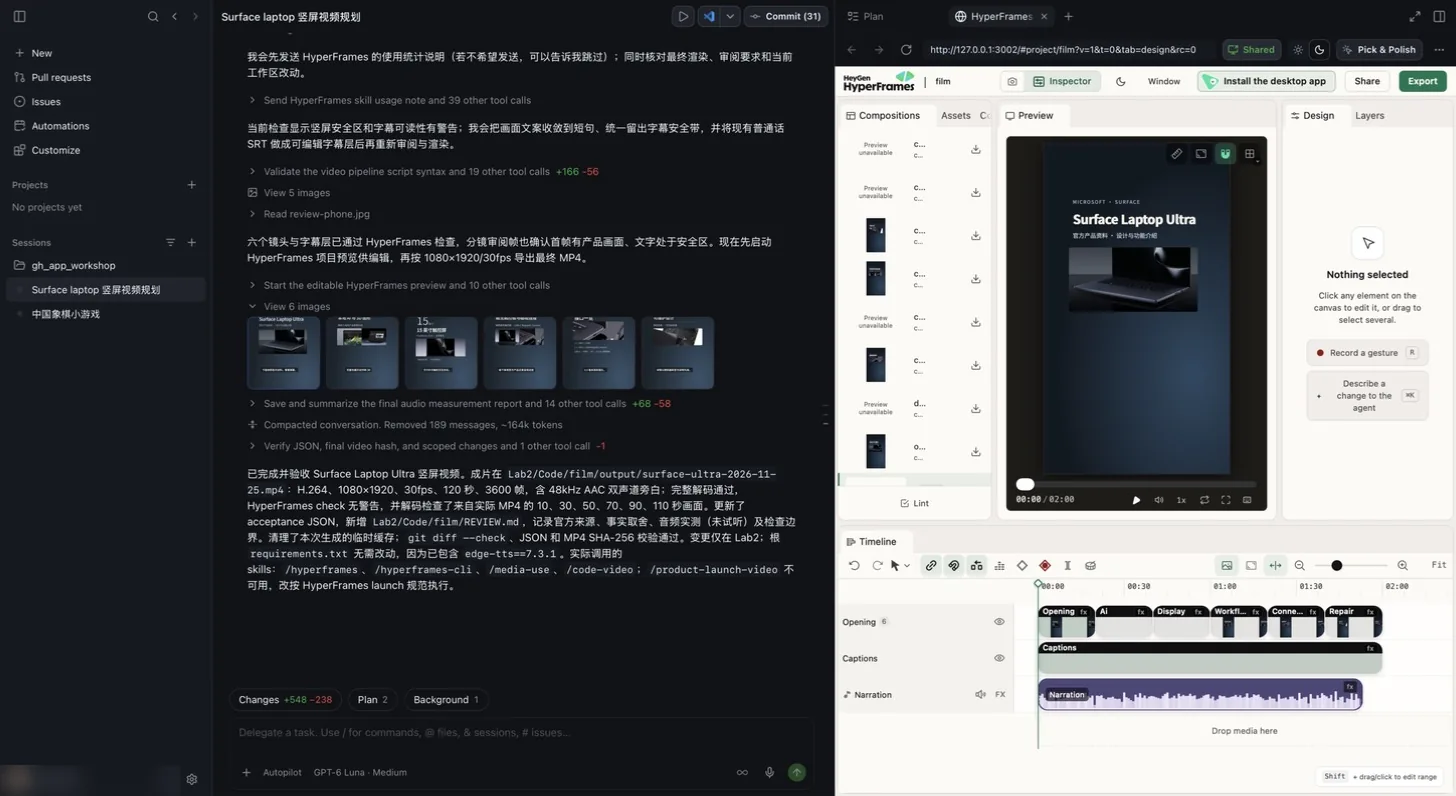 Surface laptop 竖屏视频规划
Commit (31)
New
Pull requests
Issues
Automations
Customize
Projects
No projects yet
Sessions
gh_app_workshop
Surface laptop 竖屏视频规划
中国象棋小游戏
我会先发送 HyperFrames 的使用统计说明（若不希望发送，可以告诉我跳过）；同时核对最终渲染、审阅要求和当前
工作区改动。
Send HyperFrames skill usage note and 39 other tool calls
当前检查显示竖屏安全区和字幕可读性有警告；我会把画面文案收敛到短句、统一留出字幕安全带，并将现有普通话
SRT 做成可编辑字幕层后再重新审阅与渲染。
Validate the video pipeline script syntax and 19 other tool calls +166 -56
View 5 images
Read review-phone.jpg
六个镜头与字幕层已通过 HyperFrames 检查，分镜审阅帧也确认首帧有产品画面、文字处于安全区。现在先启动
HyperFrames 项目预览供编辑，再按 1080×1920/30fps 导出最终 MP4。
Start the editable HyperFrames preview and 10 other tool calls
View 6 images
Save and summarize the final audio measurement report and 14 other tool calls +68 -58
Compacted conversation. Removed 189 messages, ~164k tokens
Verify JSON, final video hash, and scoped changes and 1 other tool call -1
已完成并验收 Surface Laptop Ultra 竖屏视频。成片在 Lab2/Code/film/output/surface-ultra-2026-11-
25.mp4：H.264、1080×1920、30fps、120 秒、3600 帧，含 48kHz AAC 双声道旁白；完整解码通过，
HyperFrames check 无警告，并解码检查了来自实际 MP4 的 10、30、50、70、90、110 秒画面。更新了
acceptance JSON，新增 Lab2/Code/film/REVIEW.md，记录官方来源、事实取舍、音频实测（未试听）及检查边
界。清理了本次生成的临时缓存；git diff --check、JSON 和 MP4 SHA-256 校验通过。变更仅在 Lab2；根
requirements.txt 无需改动，因为已包含 edge-tts==7.3.1。实际调用的
skills：/hyperframes、/hyperframes-cli、/media-use、/code-video；/product-launch-video 不
可用，改按 HyperFrames launch 规范执行。
Changes +548 -238
Plan 2
Background 1
Delegate a task. Use / for commands, @ files, & sessions, # issues...
Autopilot
GPT-6 Luna · Medium
Plan
HyperFrames
http://127.0.0.1:3002/#project/film?v=1&t=0&tab=design&rc=0
Shared
Pick & Polish
HeyGen
HyperFrames
film
Inspector
Window
Install the desktop app
Share
Export
Compositions
Assets
Preview
unavailable
c...
c...
Preview
unavailable
c...
c...
c...
c...
c...
c...
Preview
unavailable
c...
c...
c...
c...
Preview
unavailable
d...
c...
o...
c...
Lint
Preview
MICROSOFT · SURFACE
Surface Laptop Ultra
官方产品资料 · 设计与功能介绍
00:00/02:00
1x
Design
Layers
Nothing selected
Click any element on the
canvas to edit it, or drag to
select several.
Record a gesture R
Describe a
change to the
agent
⌘K
Timeline
Fit
00:00
00:30
01:00
01:30
02:00
Opening 6
Opening fx
Ai fx
Display fx
Workfl... fx
Conne... fx
Repair fx
Captions
Captions fx
Narration
FX
Narration
fx
Drop media here
Shift + drag/click to edit range